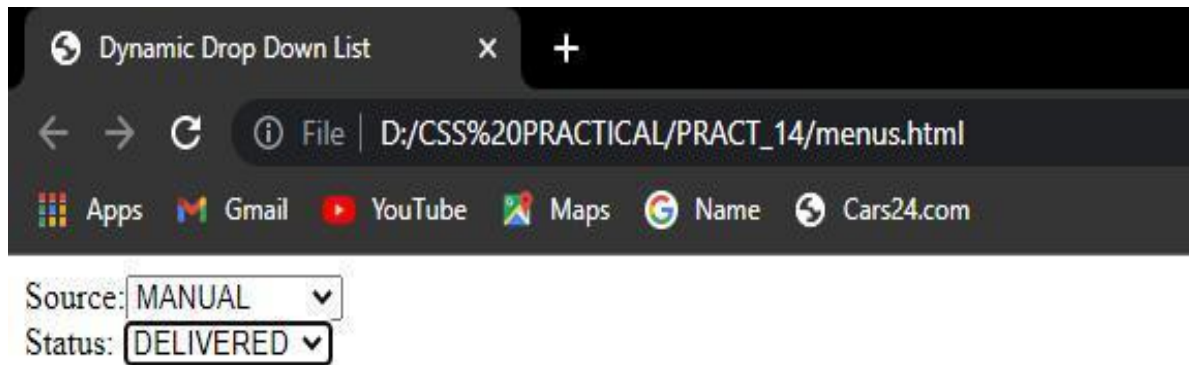 Dynamic Drop Down List
File | D:/CSS%20PRACTICAL/PRACT_14/menus.html
Apps Gmail YouTube Maps Name Cars24.com
Source: MANUAL
Status: DELIVERED